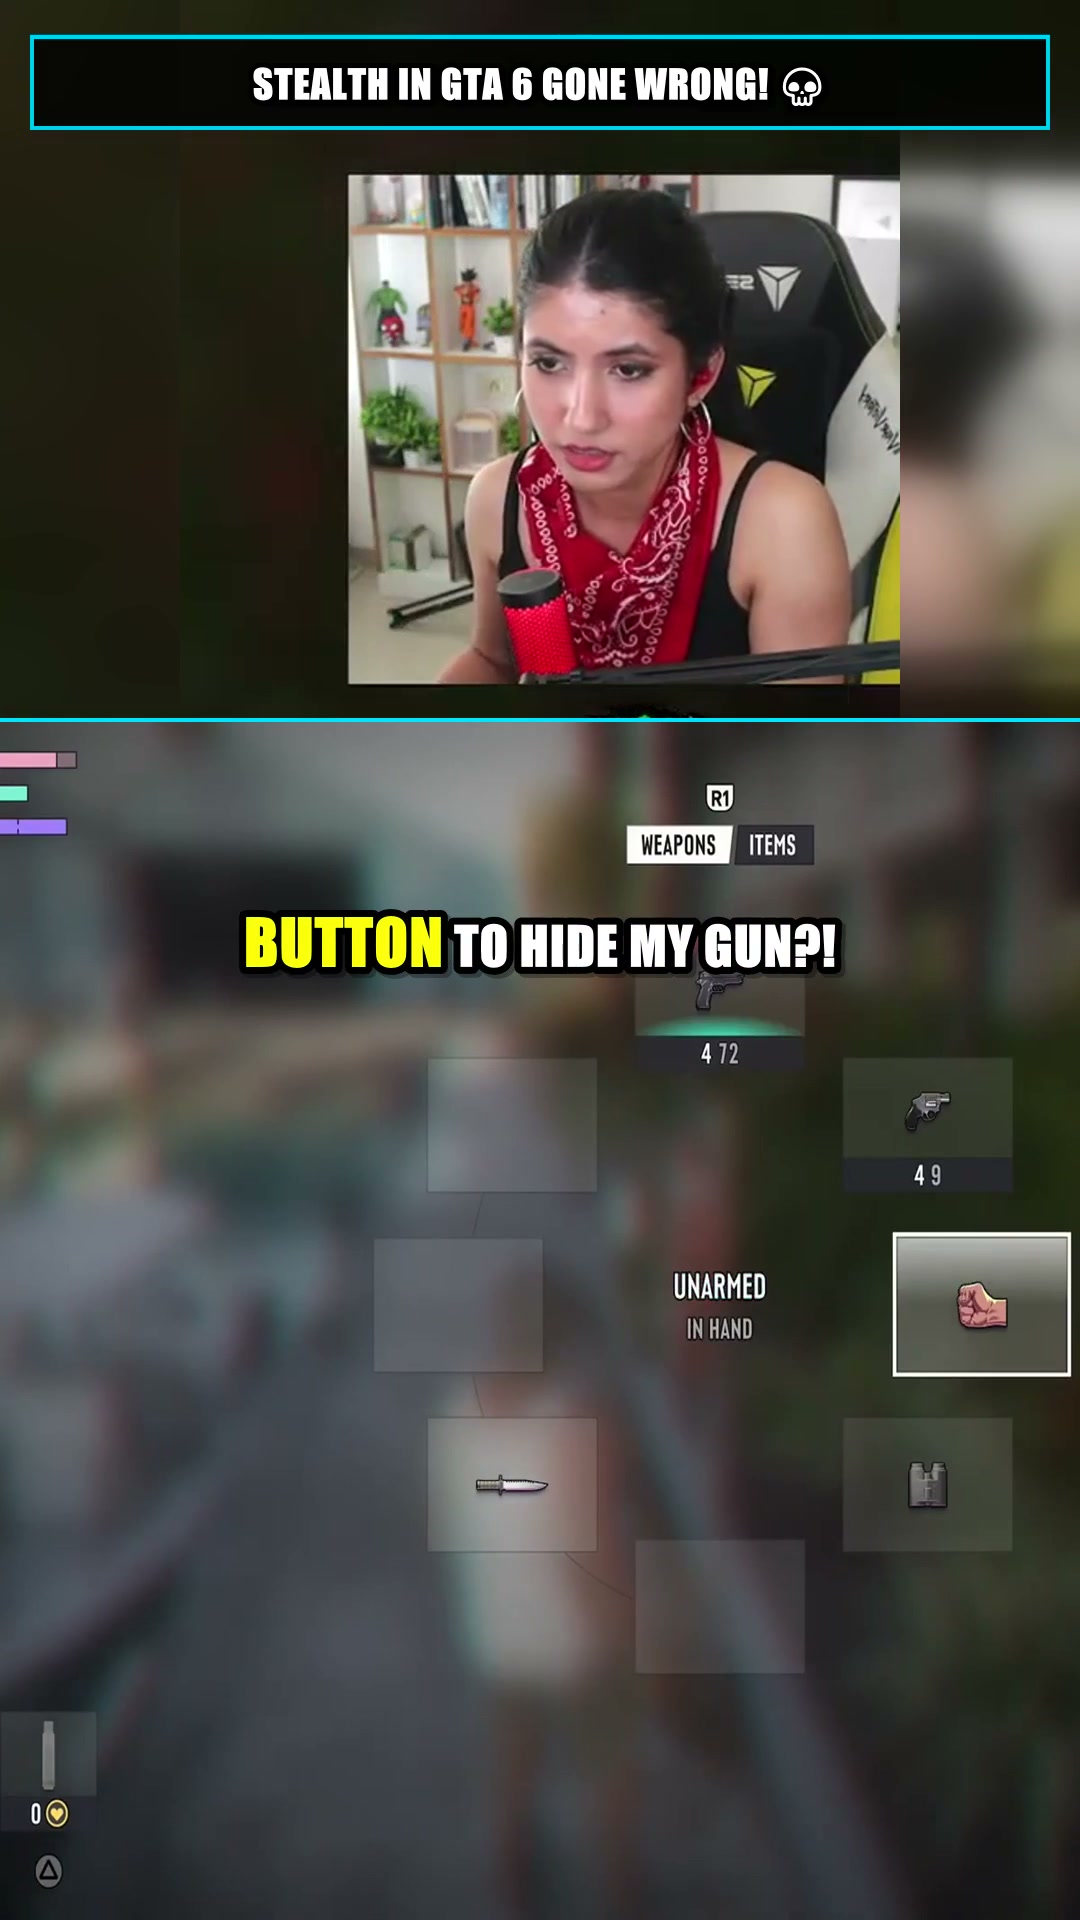 STEALTH IN GTA 6 GONE WRONG! 💀
R1
WEAPONS ITEMS
BUTTON TO HIDE MY GUN?!
4 72
4 9
UNARMED
IN HAND
0